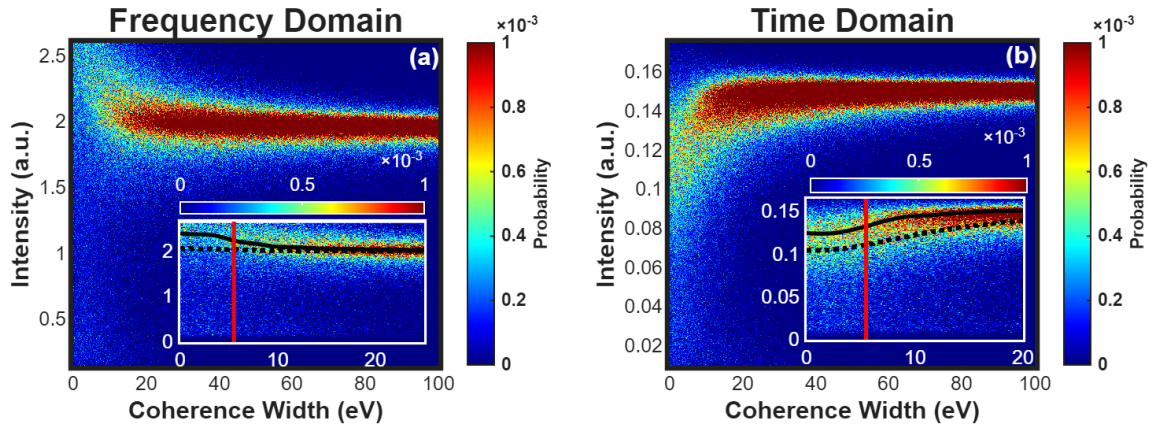 Frequency Domain
Time Domain
×10-3
×10-3
(a)
(b)
Intensity (a.u.)
2.5
2
1.5
1
0.5
×10-3
0 0.5 1
2
1
0
0 10 20
0 20 40 60 80 100
Coherence Width (eV)
1
0.8
0.6
0.4
0.2
0
Probability
Intensity (a.u.)
0.16
0.14
0.12
0.1
0.08
0.06
0.04
0.02
×10-3
0 0.5 1
0.15
0.1
0.05
0
0 10 20
0 20 40 60 80 100
Coherence Width (eV)
1
0.8
0.6
0.4
0.2
0
Probability